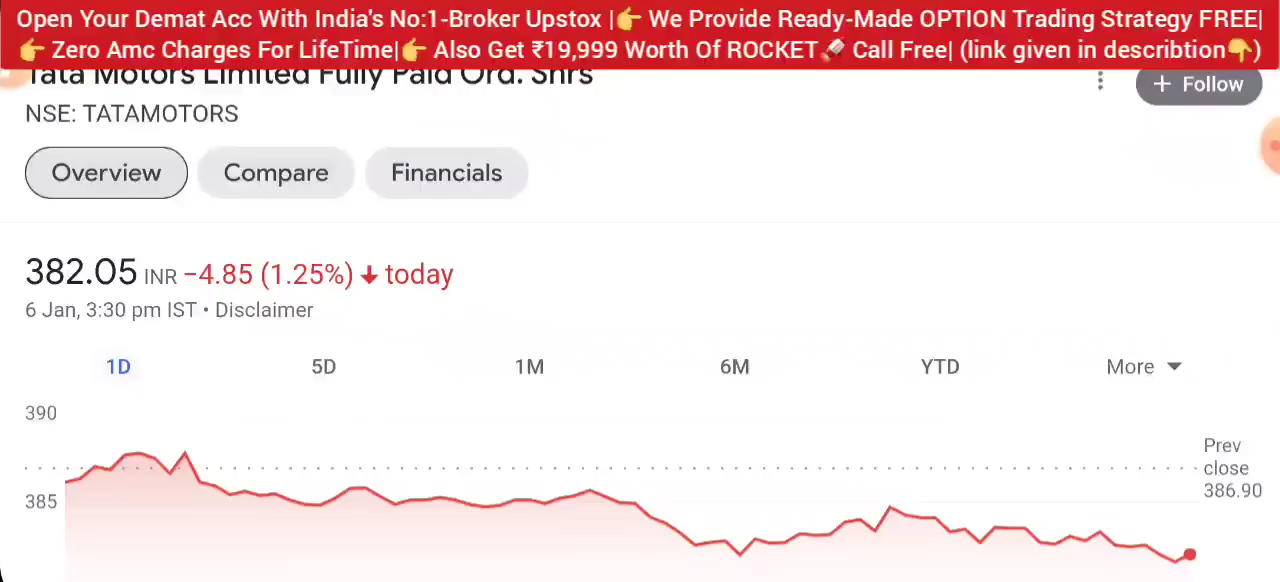 Open Your Demat Acc With India's No:1-Broker Upstox |👉 We Provide Ready-Made OPTION Trading Strategy FREE|
👉 Zero Amc Charges For LifeTime|👉 Also Get ₹19,999 Worth Of ROCKET🚀 Call Free| (link given in describtion👇)
Tata Motors Limited Fully Paid Ord. Shrs
+ Follow
NSE: TATAMOTORS
Overview
Compare
Financials
382.05 INR −4.85 (1.25%) ↓ today
6 Jan, 3:30 pm IST • Disclaimer
1D
5D
1M
6M
YTD
More
390
385
Prev
close
386.90